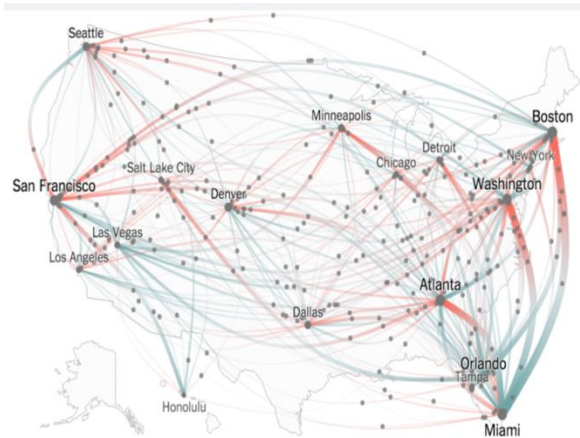 Seattle
Boston
Minneapolis
Detroit
New York
Chicago
Salt Lake City
San Francisco
Washington
Denver
Las Vegas
Los Angeles
Atlanta
Dallas
Orlando
Tampa
Honolulu
Miami